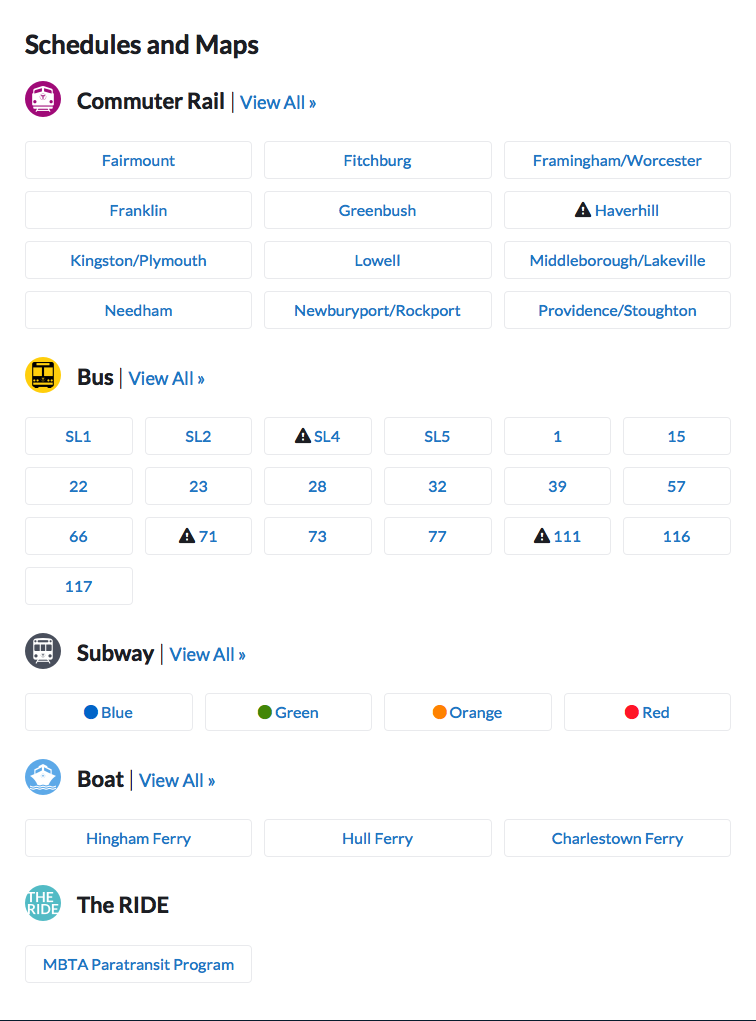 Schedules and Maps
Commuter Rail | View All »
Fairmount Fitchburg Framingham/Worcester
Franklin Greenbush Haverhill
Kingston/Plymouth Lowell Middleborough/Lakeville
Needham Newburyport/Rockport Providence/Stoughton
Bus | View All »
SL1 SL2 SL4 SL5 1 15
22 23 28 32 39 57
66 71 73 77 111 116
117
Subway | View All »
Blue Green Orange Red
Boat | View All »
Hingham Ferry Hull Ferry Charlestown Ferry
THE
RIDE
The RIDE
MBTA Paratransit Program